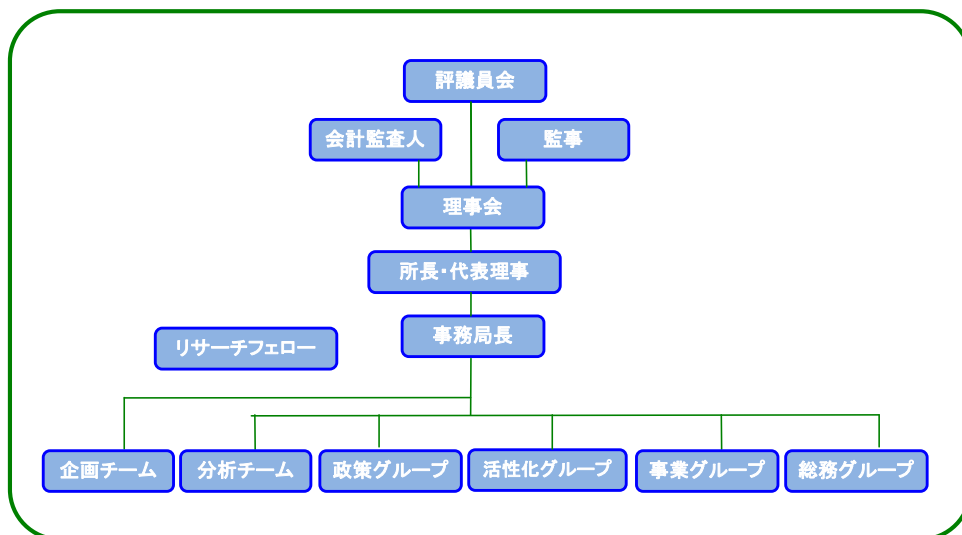 評議員会
会計監査人
監事
理事会
所長・代表理事
事務局長
リサーチフェロー
企画チーム
分析チーム
政策グループ
活性化グループ
事業グループ
総務グループ